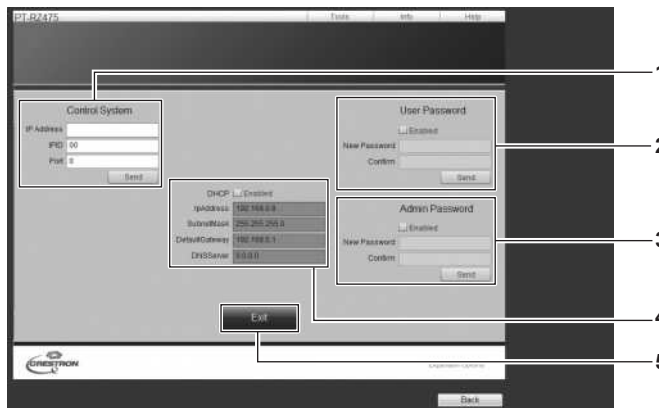 PT-RZ475 Tools Info Help
1
Control System
IP Address
IPID 00
Port 0
Send
User Password
Enabled
New Password
Confirm
Send
2
DHCP Enabled
IpAddress 192.168.0.8
SubnetMask 255.255.255.0
DefaultGateway 192.168.0.1
DNSServer 0.0.0.0
Admin Password
Enabled
New Password
Confirm
Send
3
4
Exit
5
CRESTRON
Expansion Options
Back